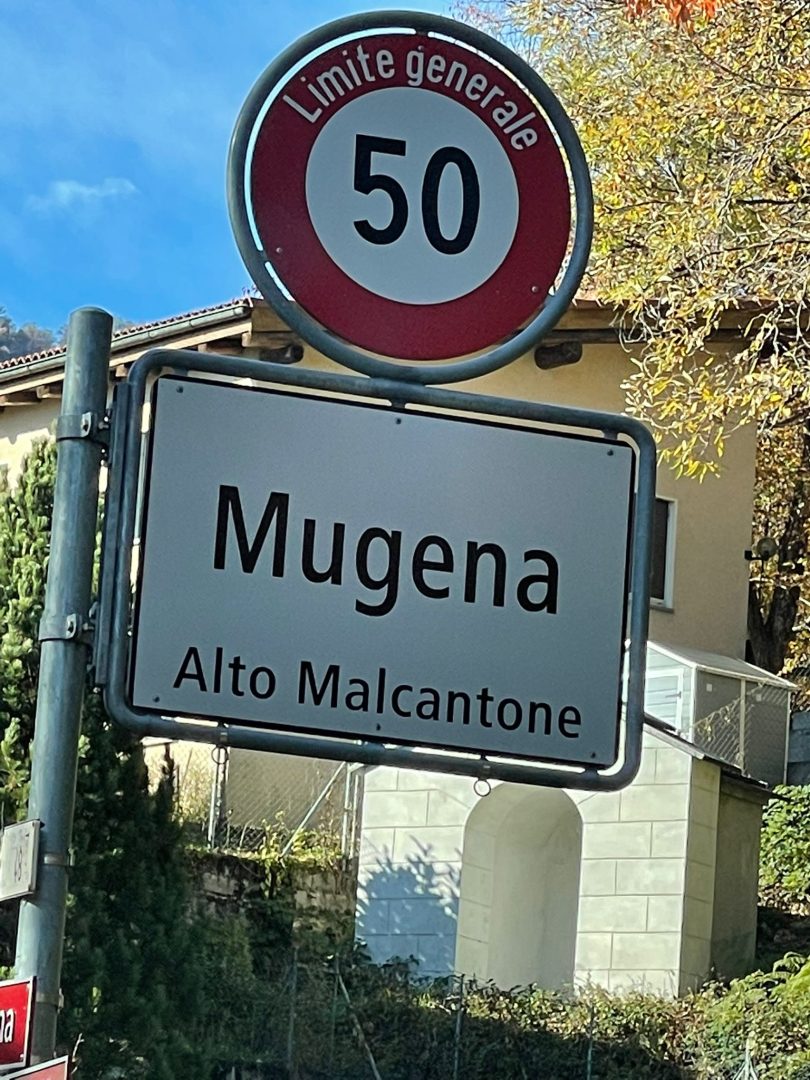 Limite generale
50
Mugena
Alto Malcantone